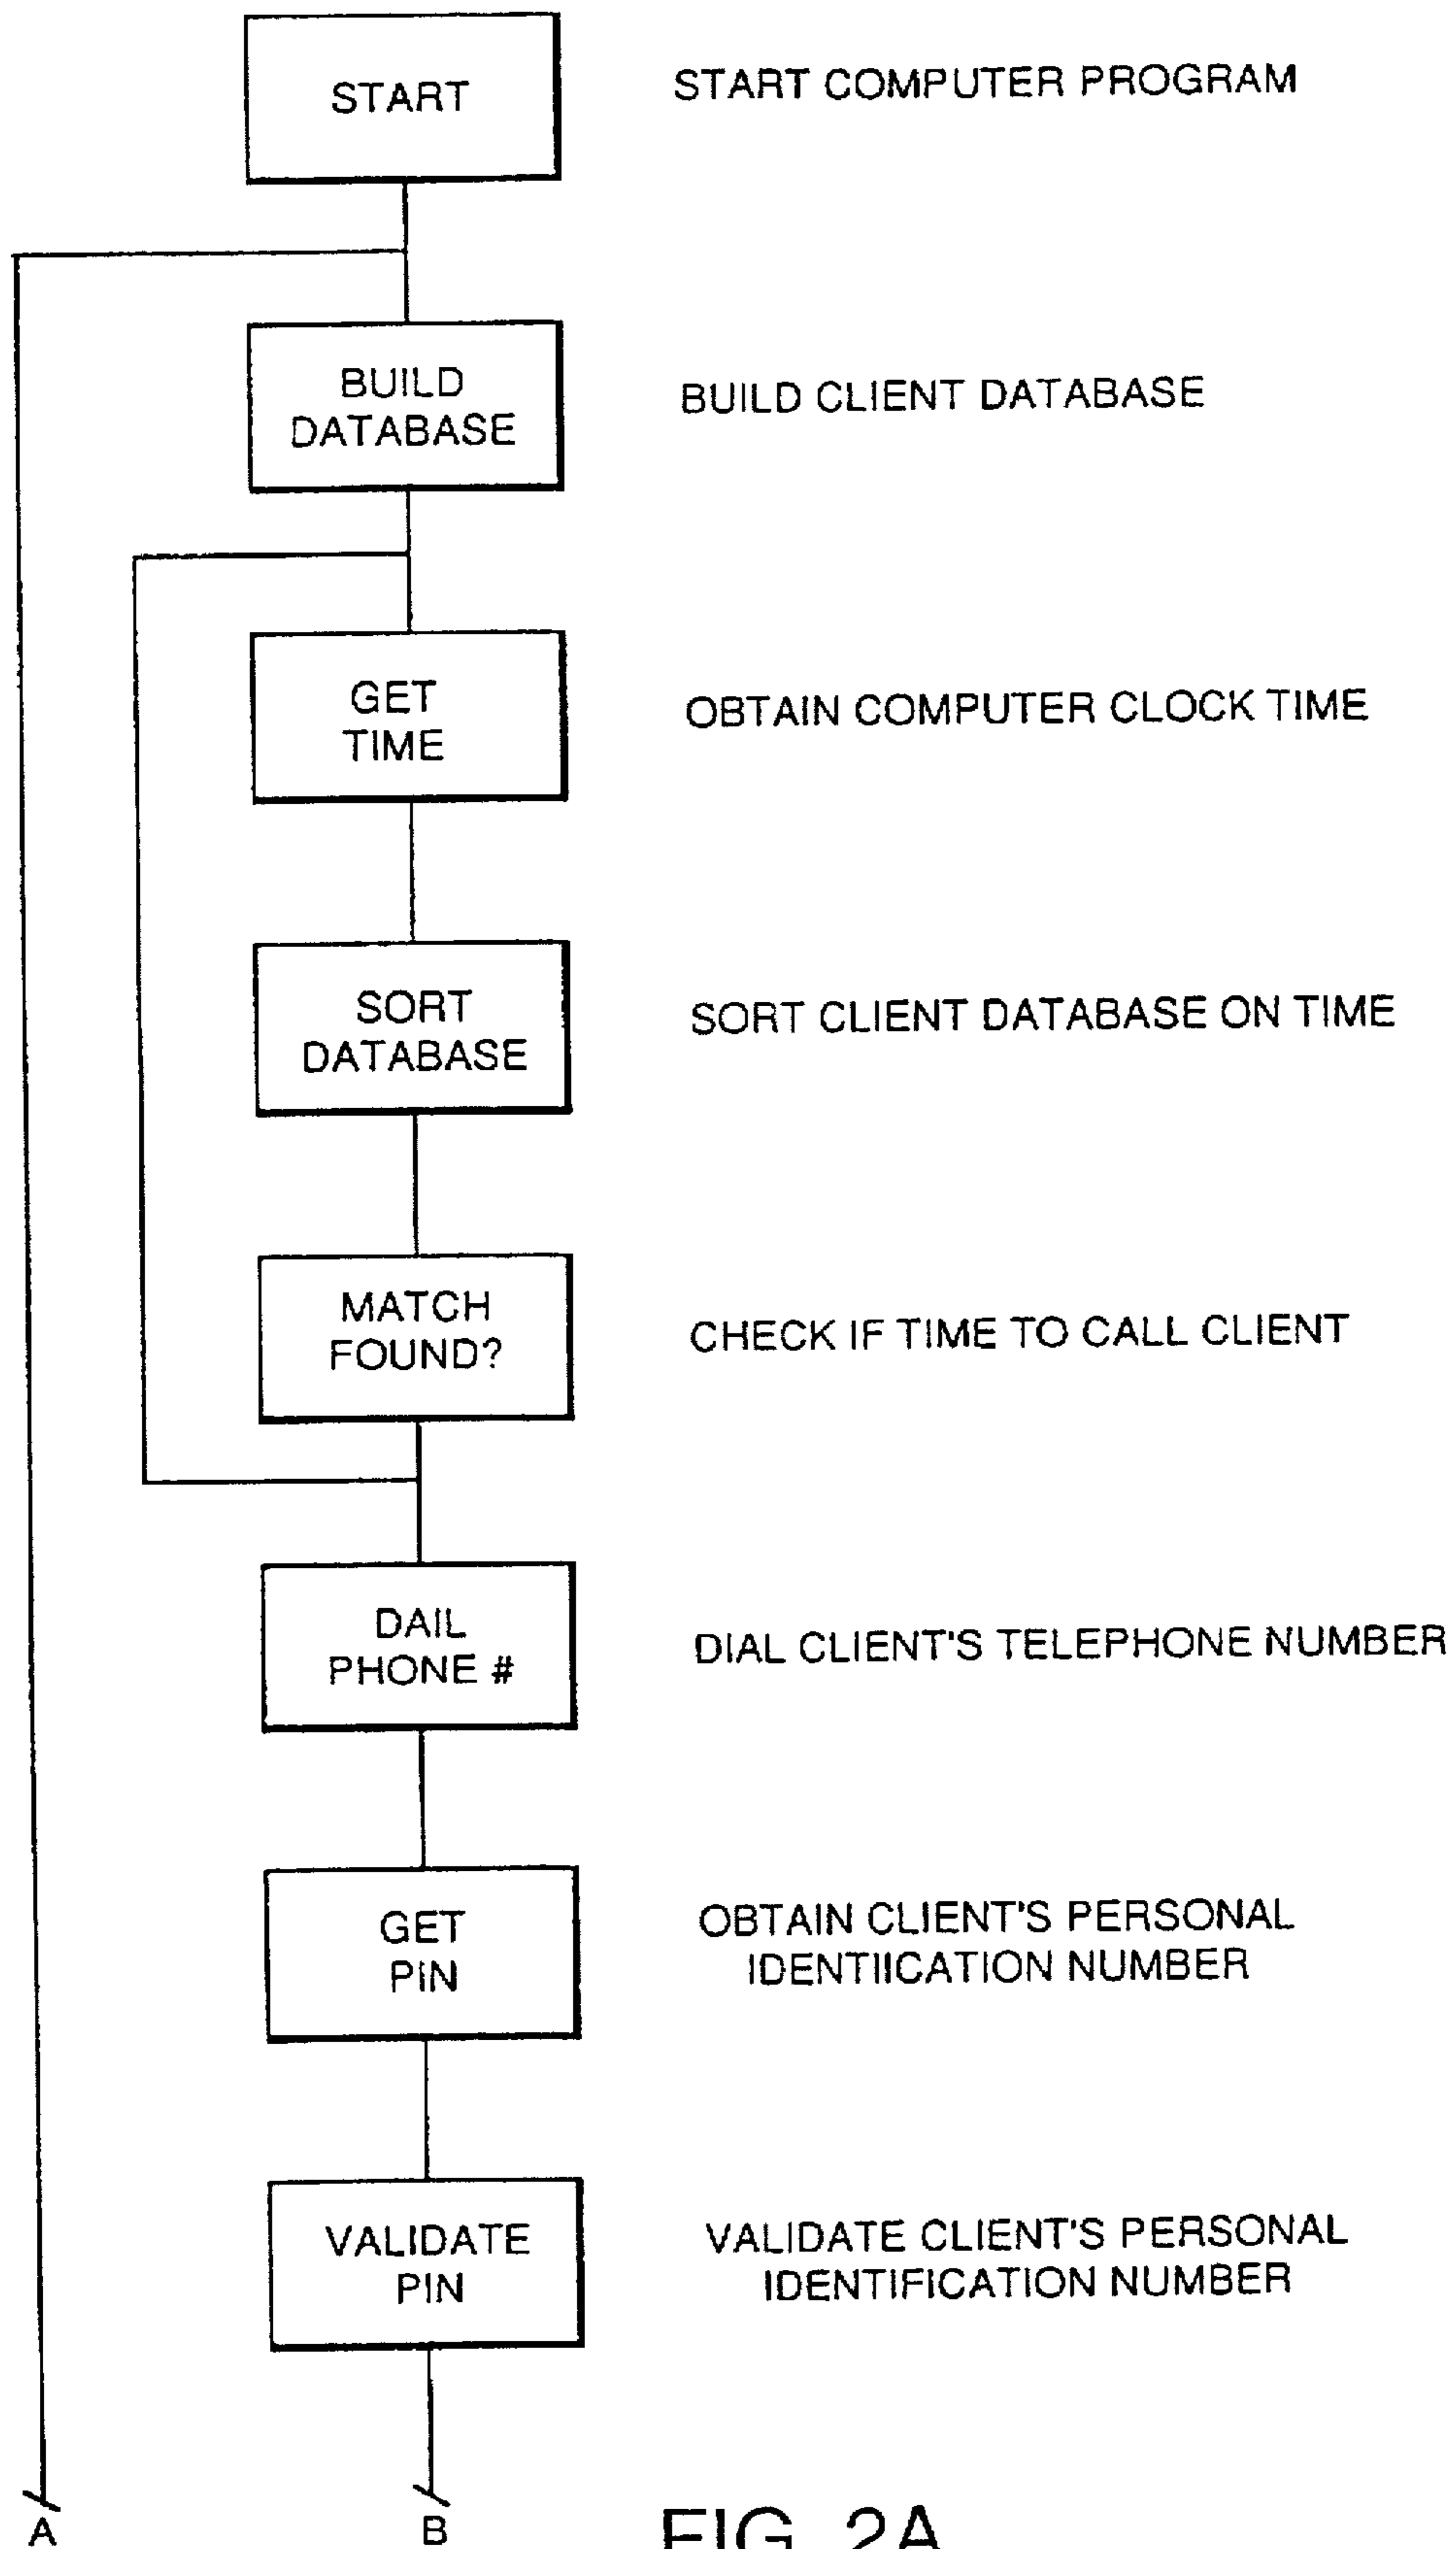 START
START COMPUTER PROGRAM
BUILD
DATABASE
BUILD CLIENT DATABASE
GET
TIME
OBTAIN COMPUTER CLOCK TIME
SORT
DATABASE
SORT CLIENT DATABASE ON TIME
MATCH
FOUND?
CHECK IF TIME TO CALL CLIENT
DAIL
PHONE #
DIAL CLIENT'S TELEPHONE NUMBER
GET
PIN
OBTAIN CLIENT'S PERSONAL
IDENTIICATION NUMBER
VALIDATE
PIN
VALIDATE CLIENT'S PERSONAL
IDENTIFICATION NUMBER
A
B
FIG. 2A